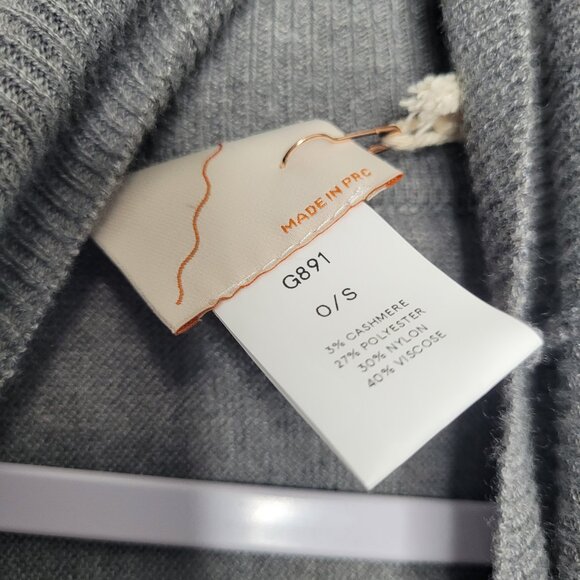 MADE IN PRC
G891
O/S
3% CASHMERE
27% POLYESTER
30% NYLON
40% VISCOSE